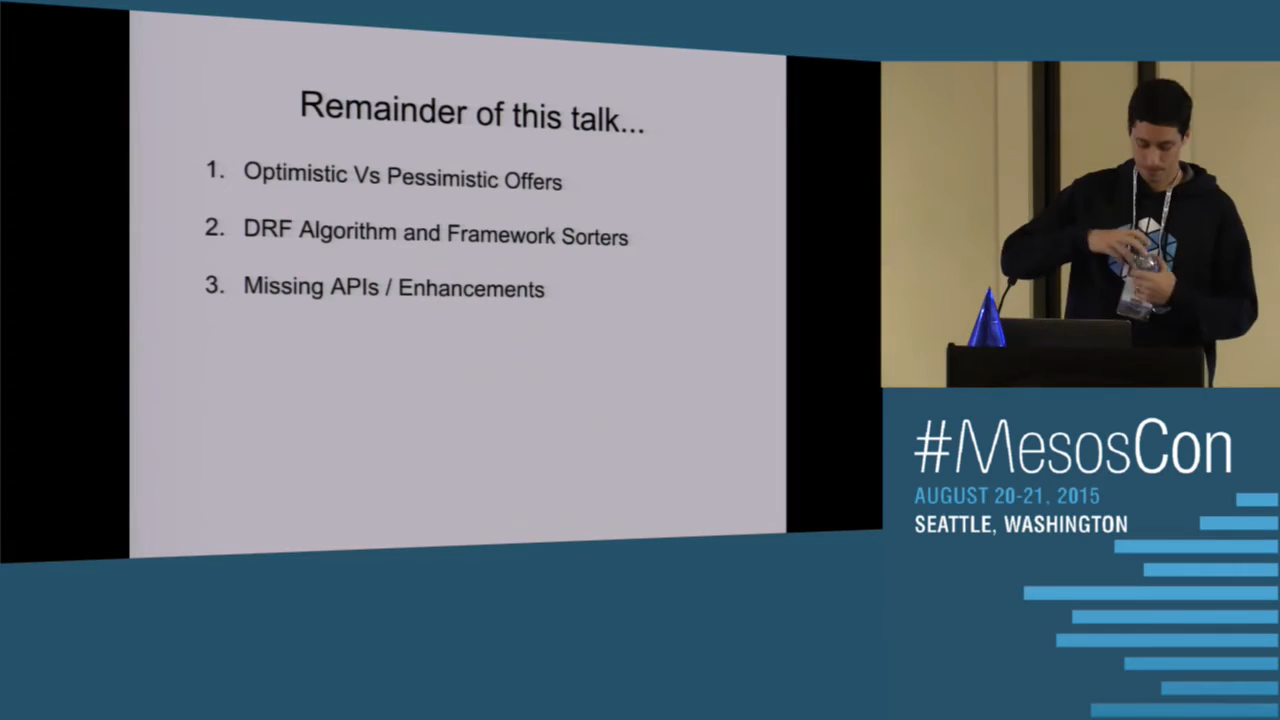 Remainder of this talk...
1. Optimistic Vs Pessimistic Offers
2. DRF Algorithm and Framework Sorters
3. Missing APIs / Enhancements
#MesosCon
AUGUST 20-21, 2015
SEATTLE, WASHINGTON